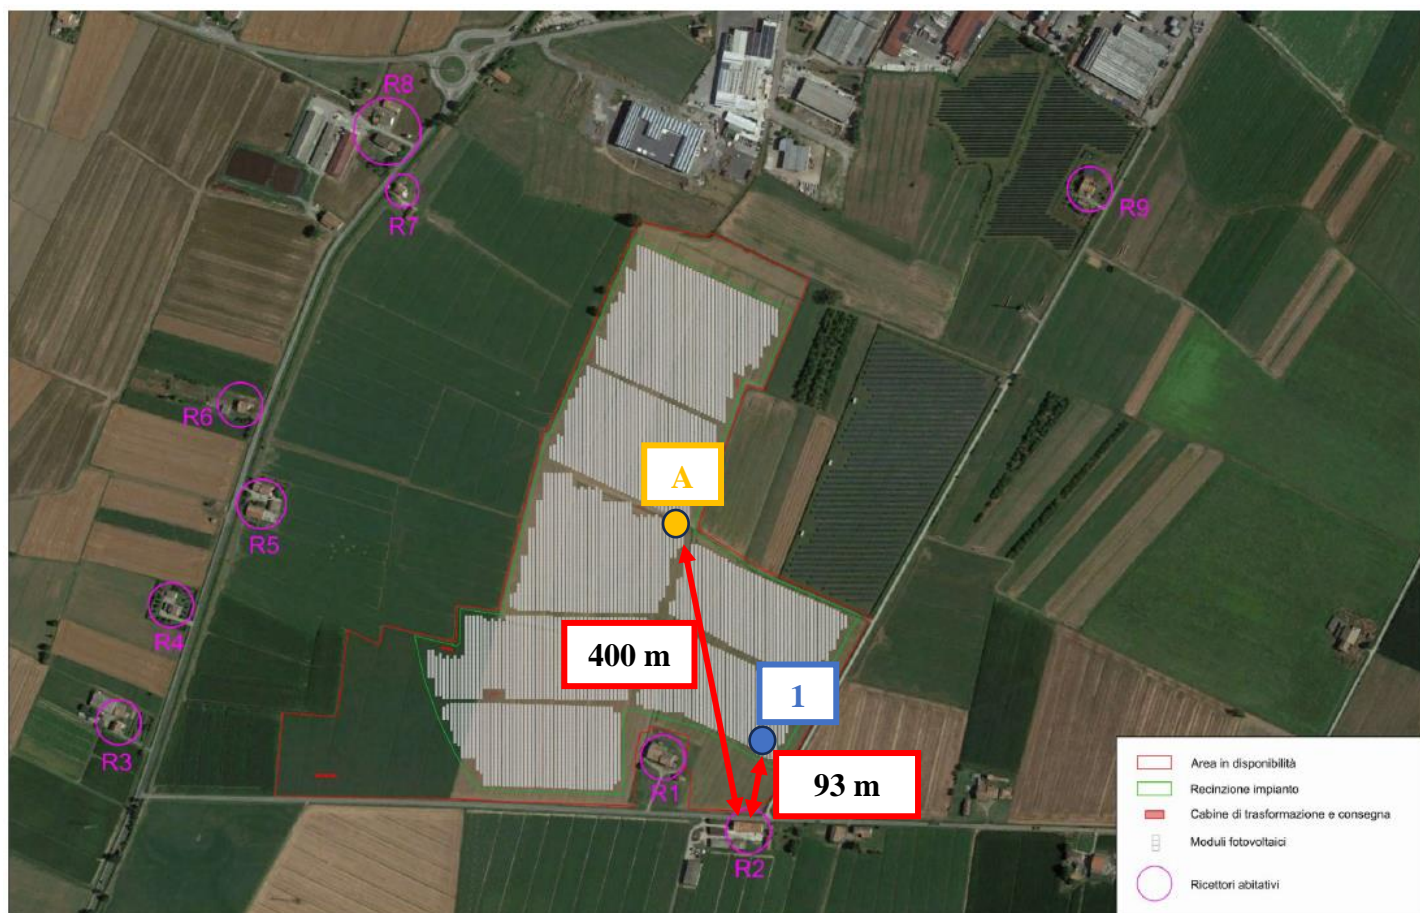 R8
R7
R9
R6
A
R5
R4
400 m
1
R3
R1
93 m
R2
Area in disponibilità
Recinzione impianto
Cabine di trasformazione e consegna
Moduli fotovoltaici
Ricettori abitativi